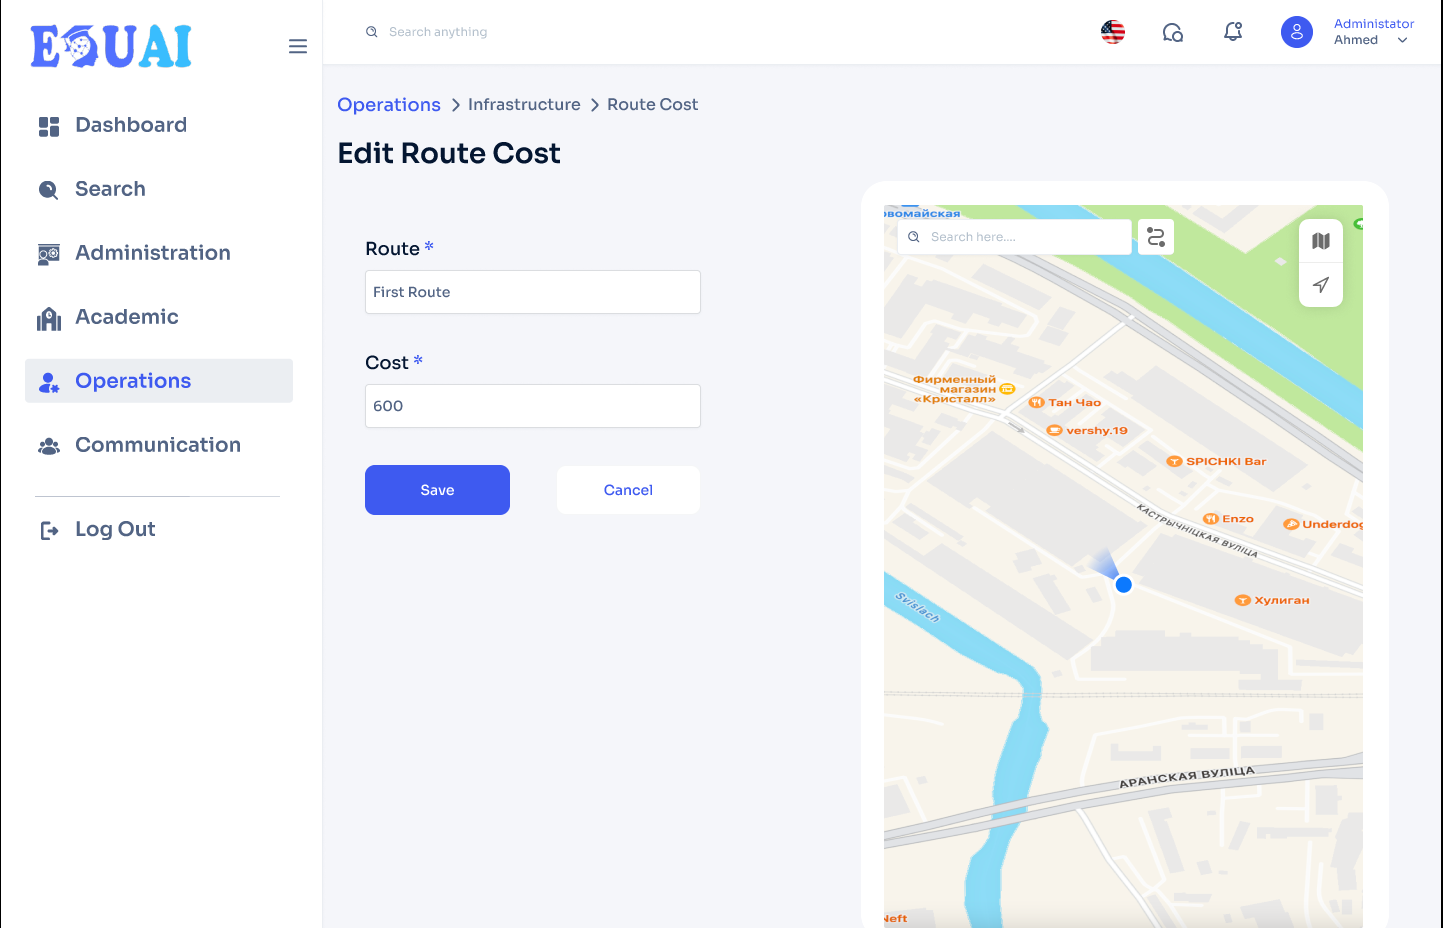 EQUAI
Search anything
Administator
Ahmed
Dashboard
Search
Administration
Academic
Operations
Communication
Log Out
Operations > Infrastructure > Route Cost
Edit Route Cost
Route *
First Route
Cost *
600
Save
Cancel
Search here....
Фирменный
магазин
«Кристалл»
Тан Чао
vershy.19
SPICHKI Bar
КАСТРЫЧНІЦКАЯ ВУЛІЦА
Enzo
Underdog
Хулиган
Svislach
АРАНСКАЯ ВУЛІЦА
Neft